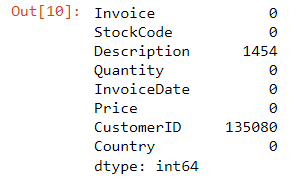 Out[10]: Invoice 0
StockCode 0
Description 1454
Quantity 0
InvoiceDate 0
Price 0
CustomerID 135080
Country 0
dtype: int64